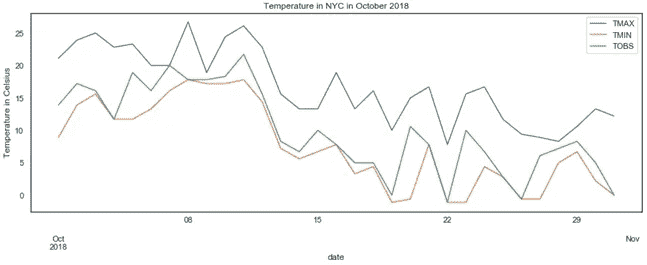 Temperature in NYC in October 2018
TMAX
TMIN
TOBS
Temperature in Celsius
25
20
15
10
5
0
Oct
2018
08
15
22
29
Nov
date